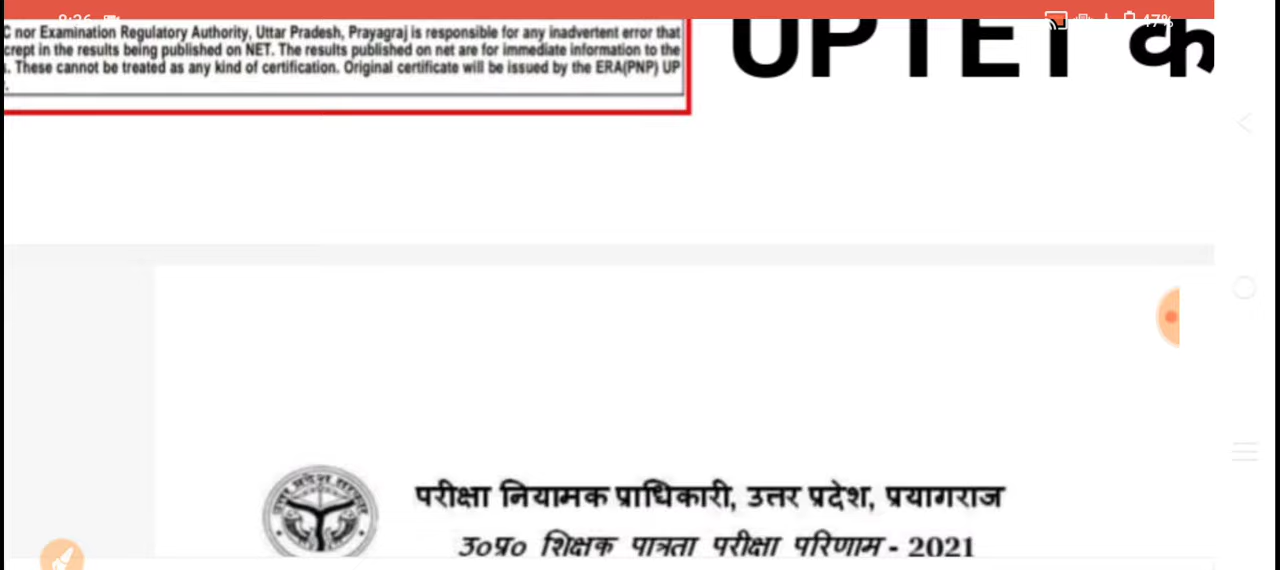 C nor Examination Regulatory Authority, Uttar Pradesh, Prayagraj is responsible for any inadvertent error that
crept in the results being published on NET. The results published on net are for immediate information to the
. These cannot be treated as any kind of certification. Original certificate will be issued by the ERA(PNP) UP
UPTET क
47%
परीक्षा नियामक प्राधिकारी, उत्तर प्रदेश, प्रयागराज
उ०प्र० शिक्षक पात्रता परीक्षा परिणाम - 2021